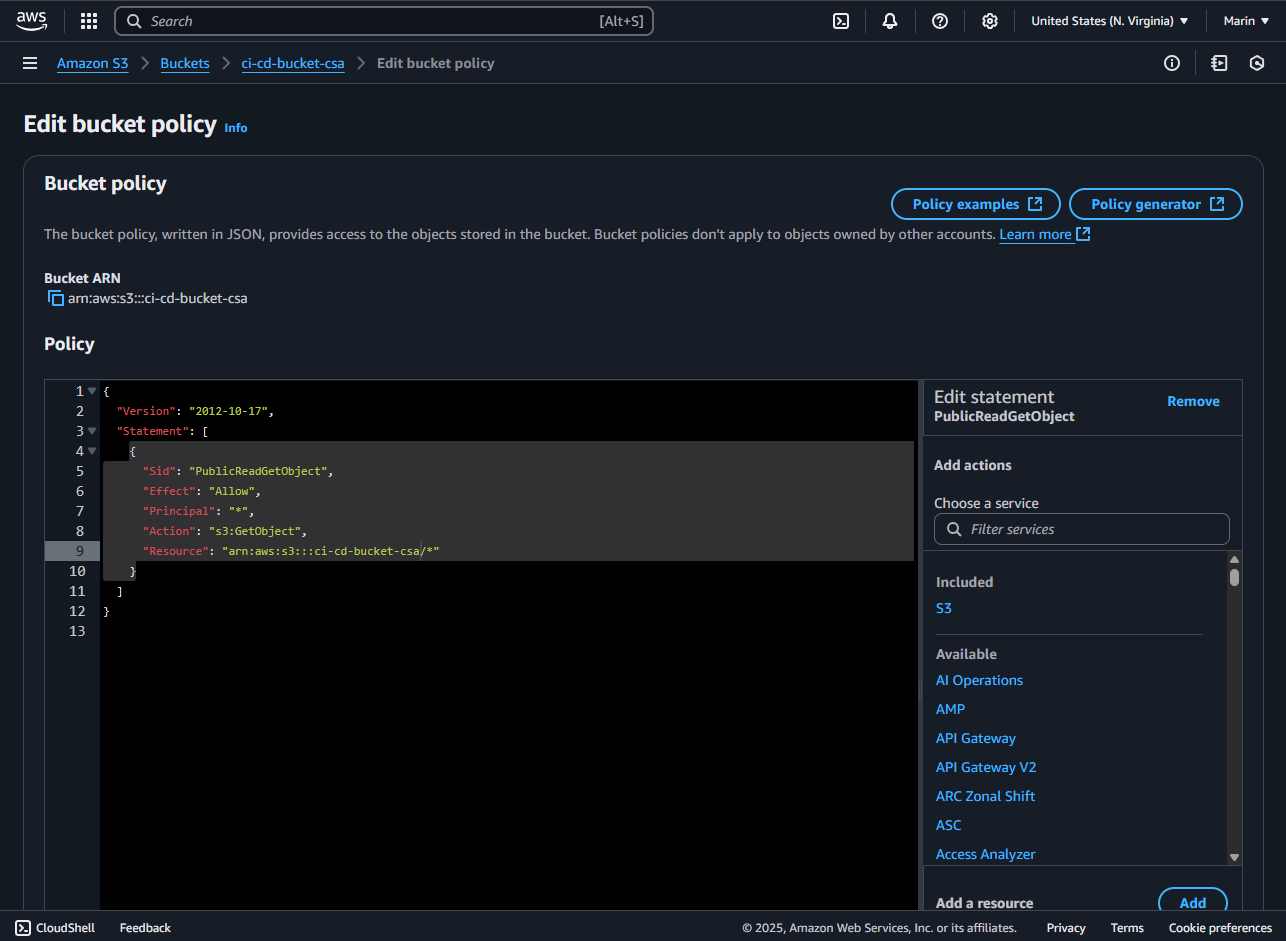 aws
Search [Alt+S]
United States (N. Virginia)
Marin
Amazon S3
Buckets
ci-cd-bucket-csa
Edit bucket policy
Edit bucket policy Info
Bucket policy
Policy examples
Policy generator
The bucket policy, written in JSON, provides access to the objects stored in the bucket. Bucket policies don't apply to objects owned by other accounts. Learn more
Bucket ARN
arn:aws:s3:::ci-cd-bucket-csa
Policy
1 {
2 "Version": "2012-10-17",
3 "Statement": [
4 {
5 "Sid": "PublicReadGetObject",
6 "Effect": "Allow",
7 "Principal": "*",
8 "Action": "s3:GetObject",
9 "Resource": "arn:aws:s3:::ci-cd-bucket-csa/*"
10 }
11 ]
12 }
13
Edit statement
PublicReadGetObject
Remove
Add actions
Choose a service
Filter services
Included
S3
Available
AI Operations
AMP
API Gateway
API Gateway V2
ARC Zonal Shift
ASC
Access Analyzer
Add a resource
Add
CloudShell
Feedback
© 2025, Amazon Web Services, Inc. or its affiliates.
Privacy
Terms
Cookie preferences